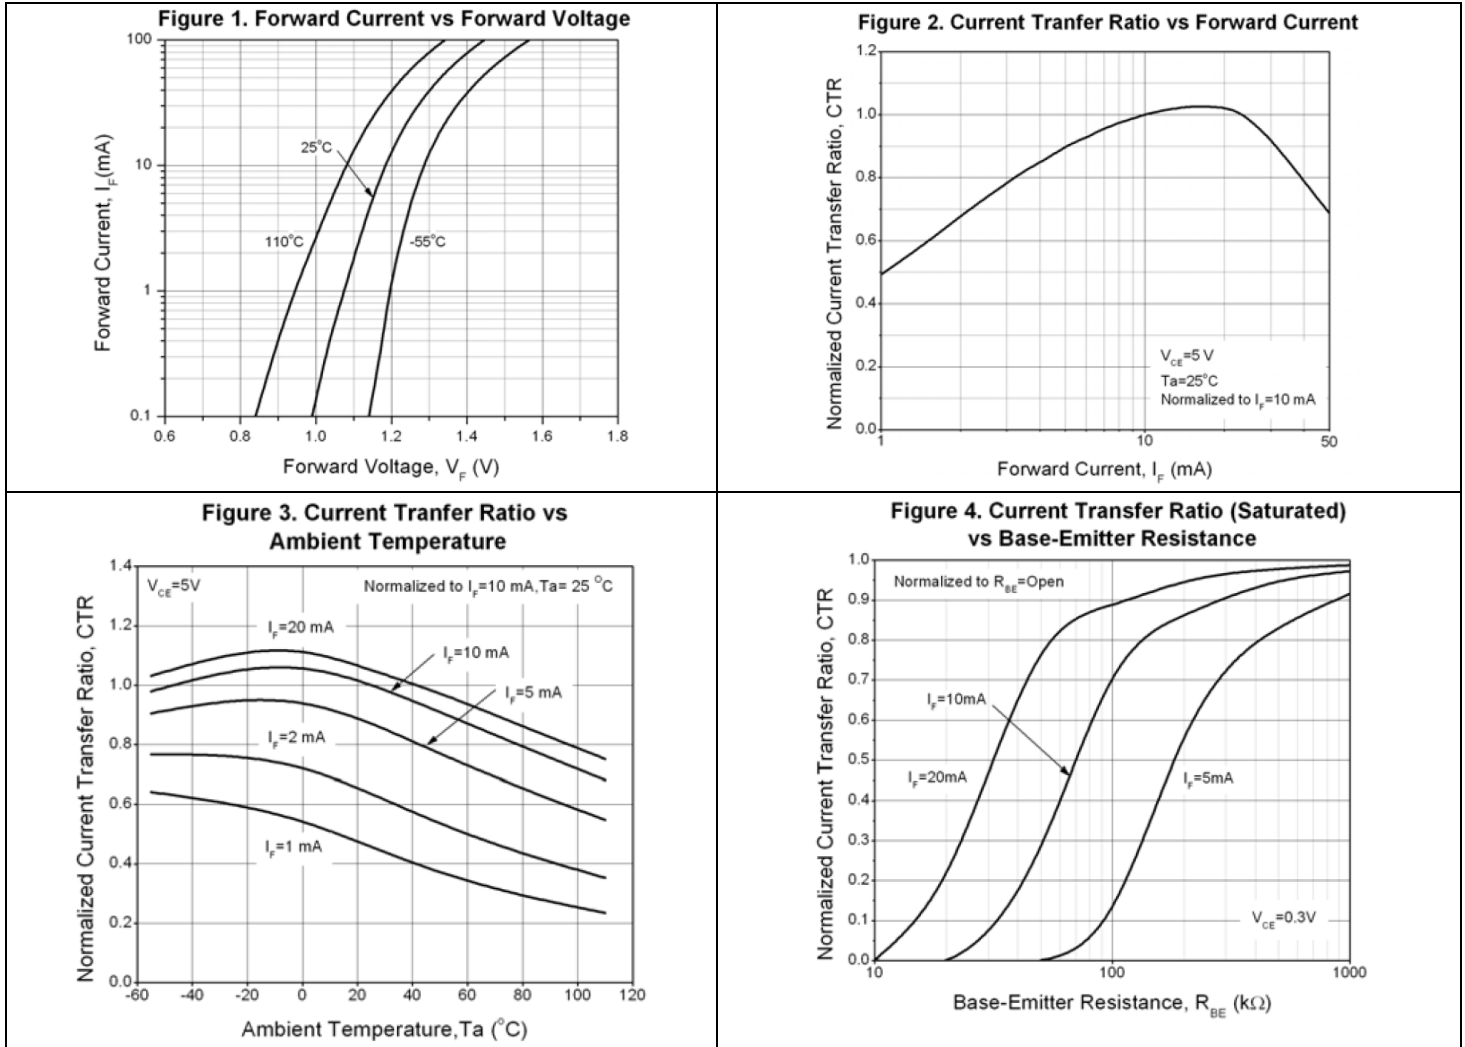 Figure 1. Forward Current vs Forward Voltage
100
10
1
0.1
Forward Current, IF(mA)
25°C
110°C
-55°C
0.6 0.8 1.0 1.2 1.4 1.6 1.8
Forward Voltage, VF (V)
Figure 2. Current Tranfer Ratio vs Forward Current
1.2
1.0
0.8
0.6
0.4
0.2
0.0
Normalized Current Transfer Ratio, CTR
VCE=5 V
Ta=25°C
Normalized to IF=10 mA
1 10 50
Forward Current, IF (mA)
Figure 3. Current Tranfer Ratio vs
Ambient Temperature
1.4
1.2
1.0
0.8
0.6
0.4
0.2
0.0
Normalized Current Transfer Ratio, CTR
VCE=5V
Normalized to IF=10 mA,Ta= 25 °C
IF=20 mA
IF=10 mA
IF=5 mA
IF=2 mA
IF=1 mA
-60 -40 -20 0 20 40 60 80 100 120
Ambient Temperature,Ta (°C)
Figure 4. Current Transfer Ratio (Saturated)
vs Base-Emitter Resistance
1.0
0.9
0.8
0.7
0.6
0.5
0.4
0.3
0.2
0.1
0.0
Normalized Current Transfer Ratio, CTR
Normalized to RBE=Open
IF=10mA
IF=20mA
IF=5mA
VCE=0.3V
10 100 1000
Base-Emitter Resistance, RBE (kΩ)